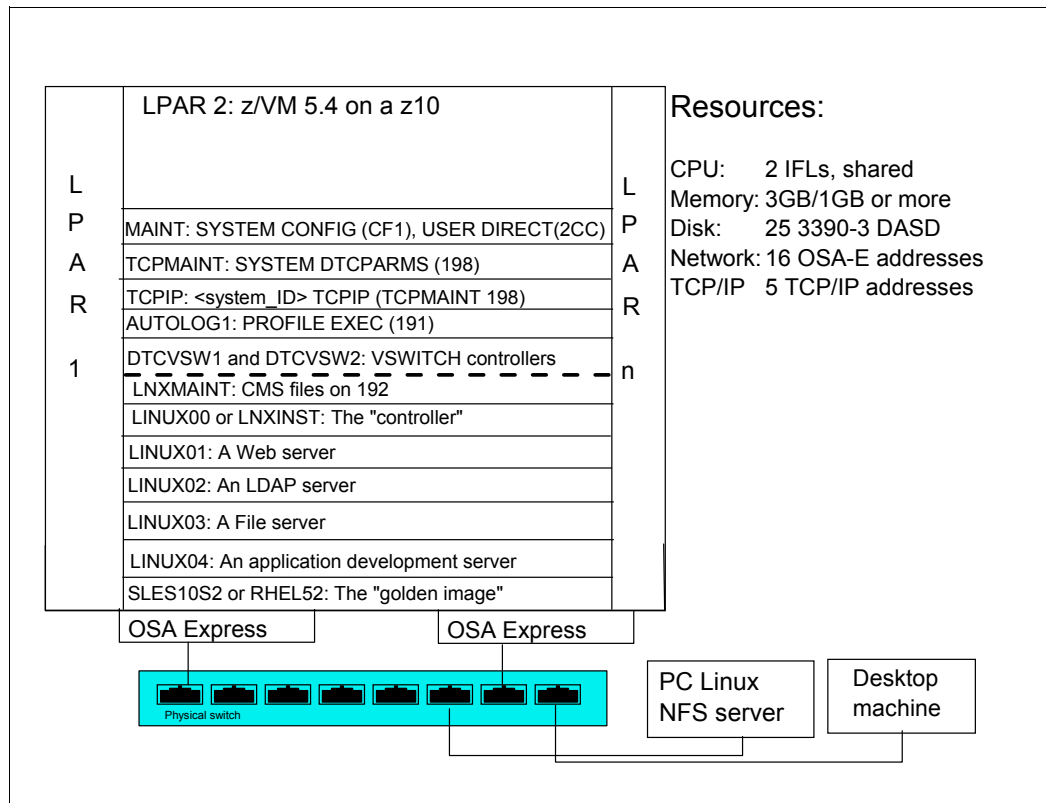 LPAR 2: z/VM 5.4 on a z10
L
P
A
R
1
MAINT: SYSTEM CONFIG (CF1), USER DIRECT(2CC)
TCPMAINT: SYSTEM DTCPARMS (198)
TCPIP: <system_ID> TCPIP (TCPMAINT 198)
AUTOLOG1: PROFILE EXEC (191)
DTCVSW1 and DTCVSW2: VSWITCH controllers
LNXMAINT: CMS files on 192
LINUX00 or LNXINST: The "controller"
LINUX01: A Web server
LINUX02: An LDAP server
LINUX03: A File server
LINUX04: An application development server
SLES10S2 or RHEL52: The "golden image"
L
P
A
R
n
Resources:
CPU: 2 IFLs, shared
Memory: 3GB/1GB or more
Disk: 25 3390-3 DASD
Network: 16 OSA-E addresses
TCP/IP 5 TCP/IP addresses
OSA Express
OSA Express
Physical switch
PC Linux
NFS server
Desktop
machine